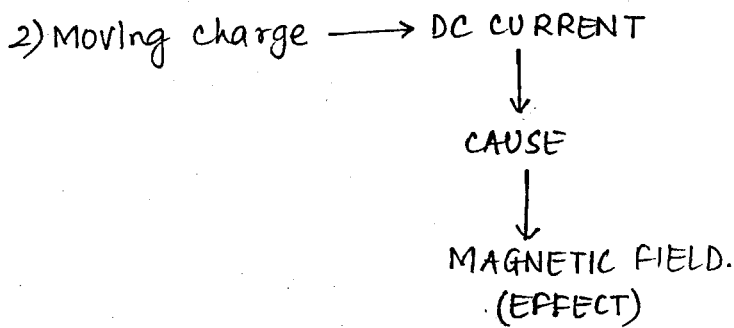 2) Moving charge → DC CURRENT
↓
CAUSE
↓
MAGNETIC FIELD.
(EFFECT)